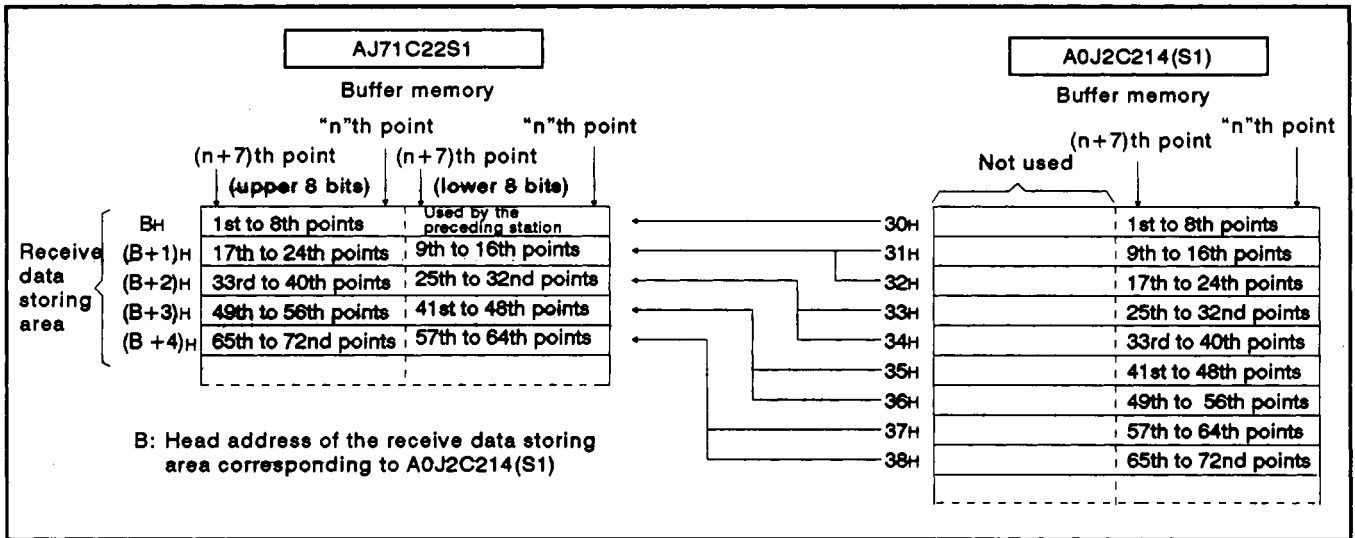 AJ71C22S1
Buffer memory
"n"th point "n"th point
(n+7)th point (n+7)th point
(upper 8 bits) (lower 8 bits)
A0J2C214(S1)
Buffer memory
"n"th point
(n+7)th point
Not used
Receive data storing area
BH 1st to 8th points Used by the preceding station
(B+1)H 17th to 24th points 9th to 16th points
(B+2)H 33rd to 40th points 25th to 32nd points
(B+3)H 49th to 56th points 41st to 48th points
(B +4)H 65th to 72nd points 57th to 64th points
30H 1st to 8th points
31H 9th to 16th points
32H 17th to 24th points
33H 25th to 32nd points
34H 33rd to 40th points
35H 41st to 48th points
36H 49th to 56th points
37H 57th to 64th points
38H 65th to 72nd points
B: Head address of the receive data storing
area corresponding to A0J2C214(S1)